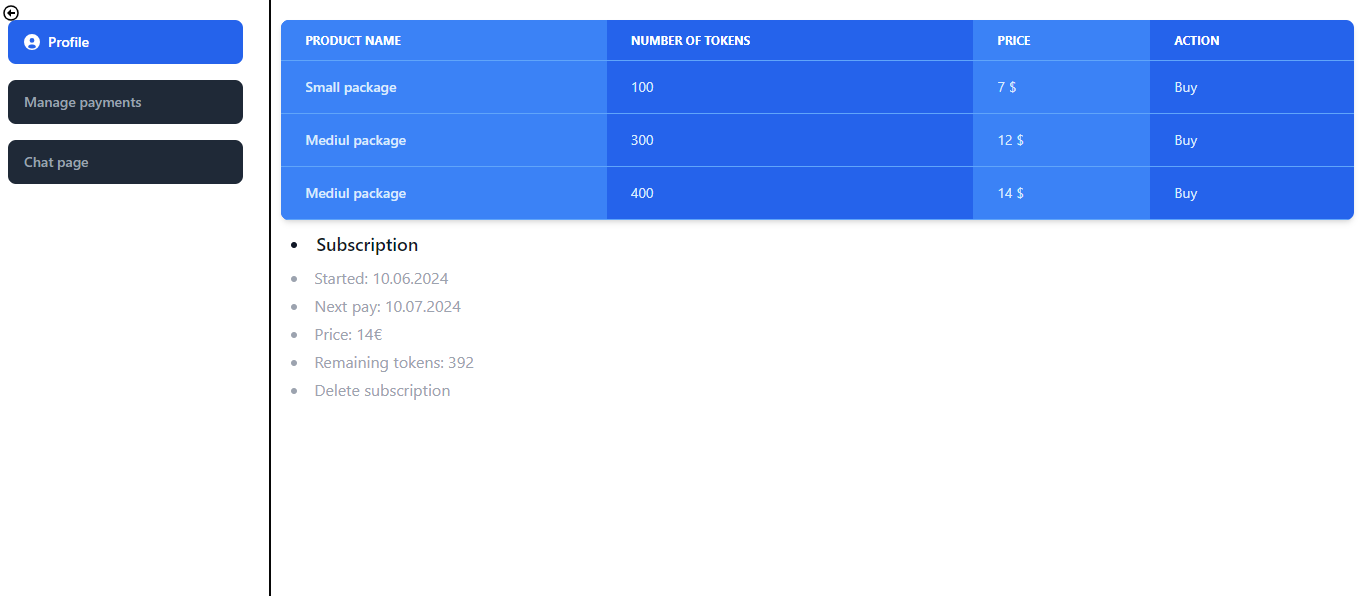 Profile
Manage payments
Chat page
PRODUCT NAME NUMBER OF TOKENS PRICE ACTION
Small package 100 7 $ Buy
Mediul package 300 12 $ Buy
Mediul package 400 14 $ Buy
Subscription
Started: 10.06.2024
Next pay: 10.07.2024
Price: 14€
Remaining tokens: 392
Delete subscription